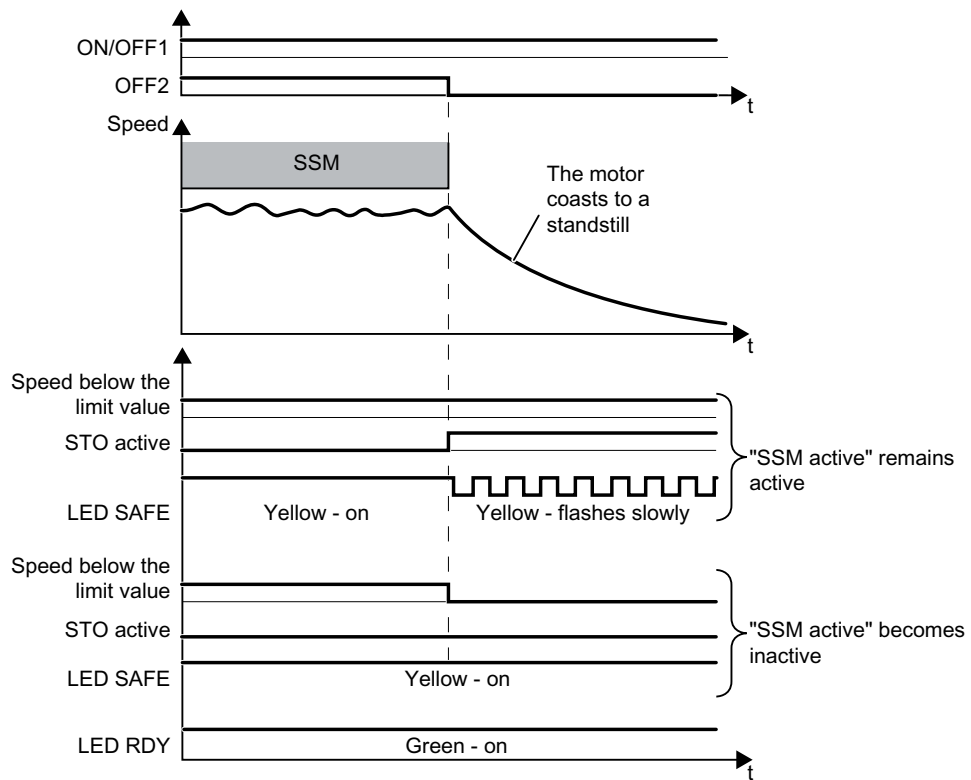 ON/OFF1
OFF2
t
Speed
SSM
The motor
coasts to a
standstill
t
Speed below the
limit value
STO active
"SSM active" remains
active
LED SAFE
Yellow - on
Yellow - flashes slowly
Speed below the
limit value
STO active
"SSM active" becomes
inactive
LED SAFE
Yellow - on
LED RDY
Green - on
t